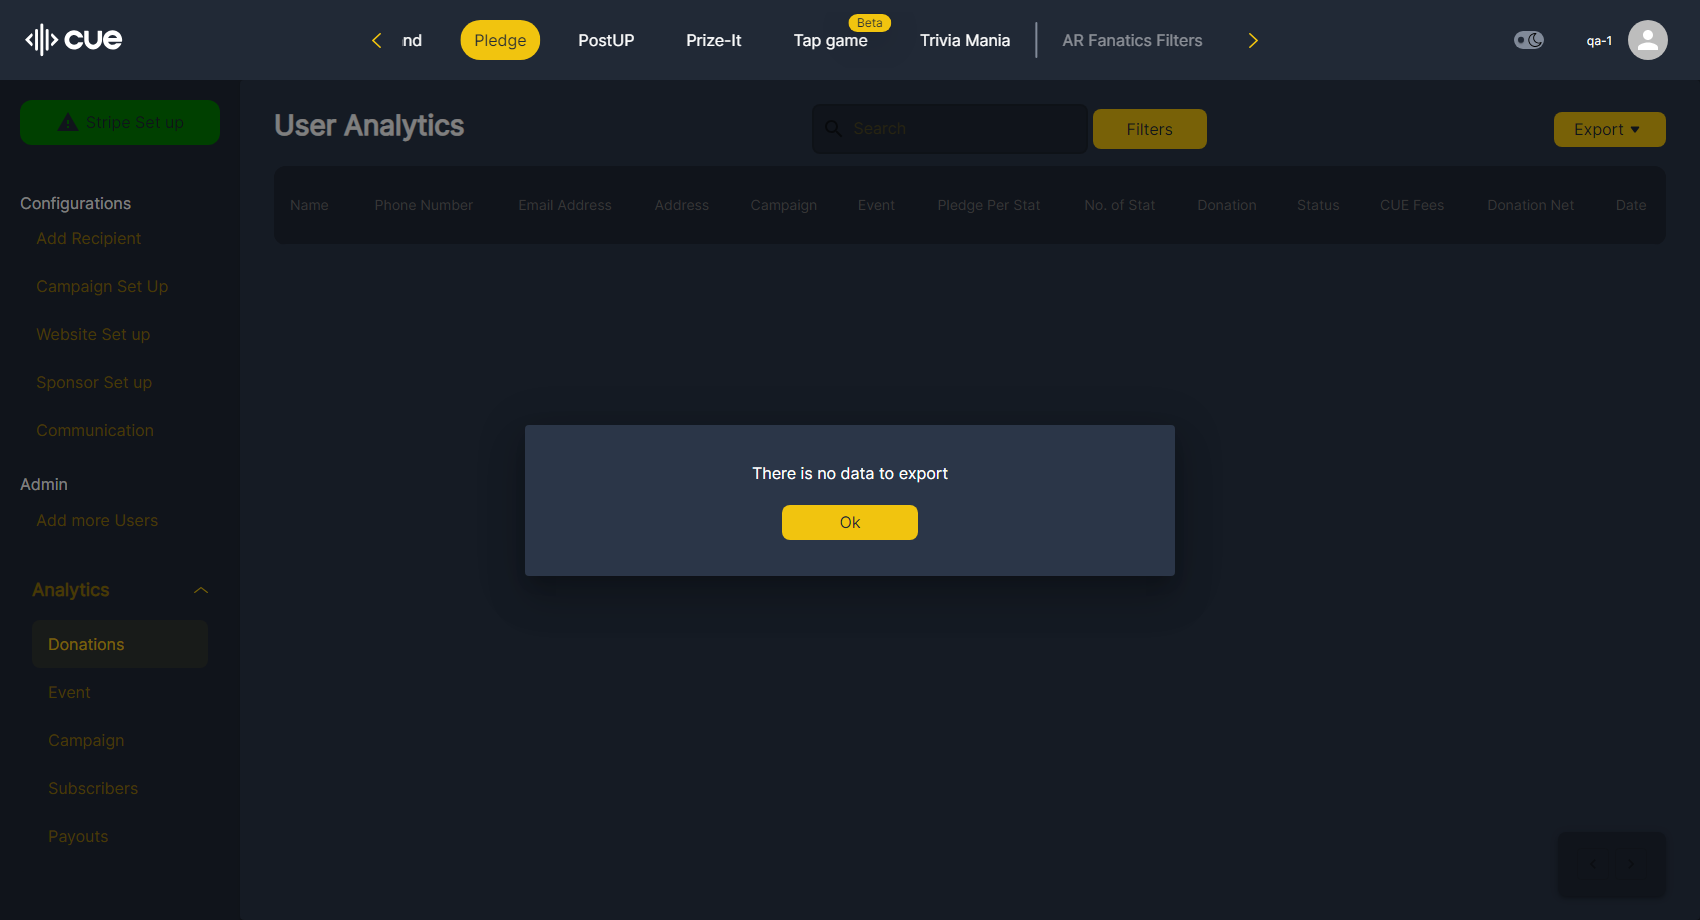 cue
nd
Pledge
PostUP
Prize-It
Tap game
Beta
Trivia Mania
AR Fanatics Filters
qa-1
Stripe Set up
Configurations
Add Recipient
Campaign Set Up
Website Set up
Sponsor Set up
Communication
Admin
Add more Users
Analytics
Donations
Event
Campaign
Subscribers
Payouts
User Analytics
Search
Filters
Export
Name Phone Number Email Address Address Campaign Event Pledge Per Stat No. of Stat Donation Status CUE Fees Donation Net Date
There is no data to export
Ok